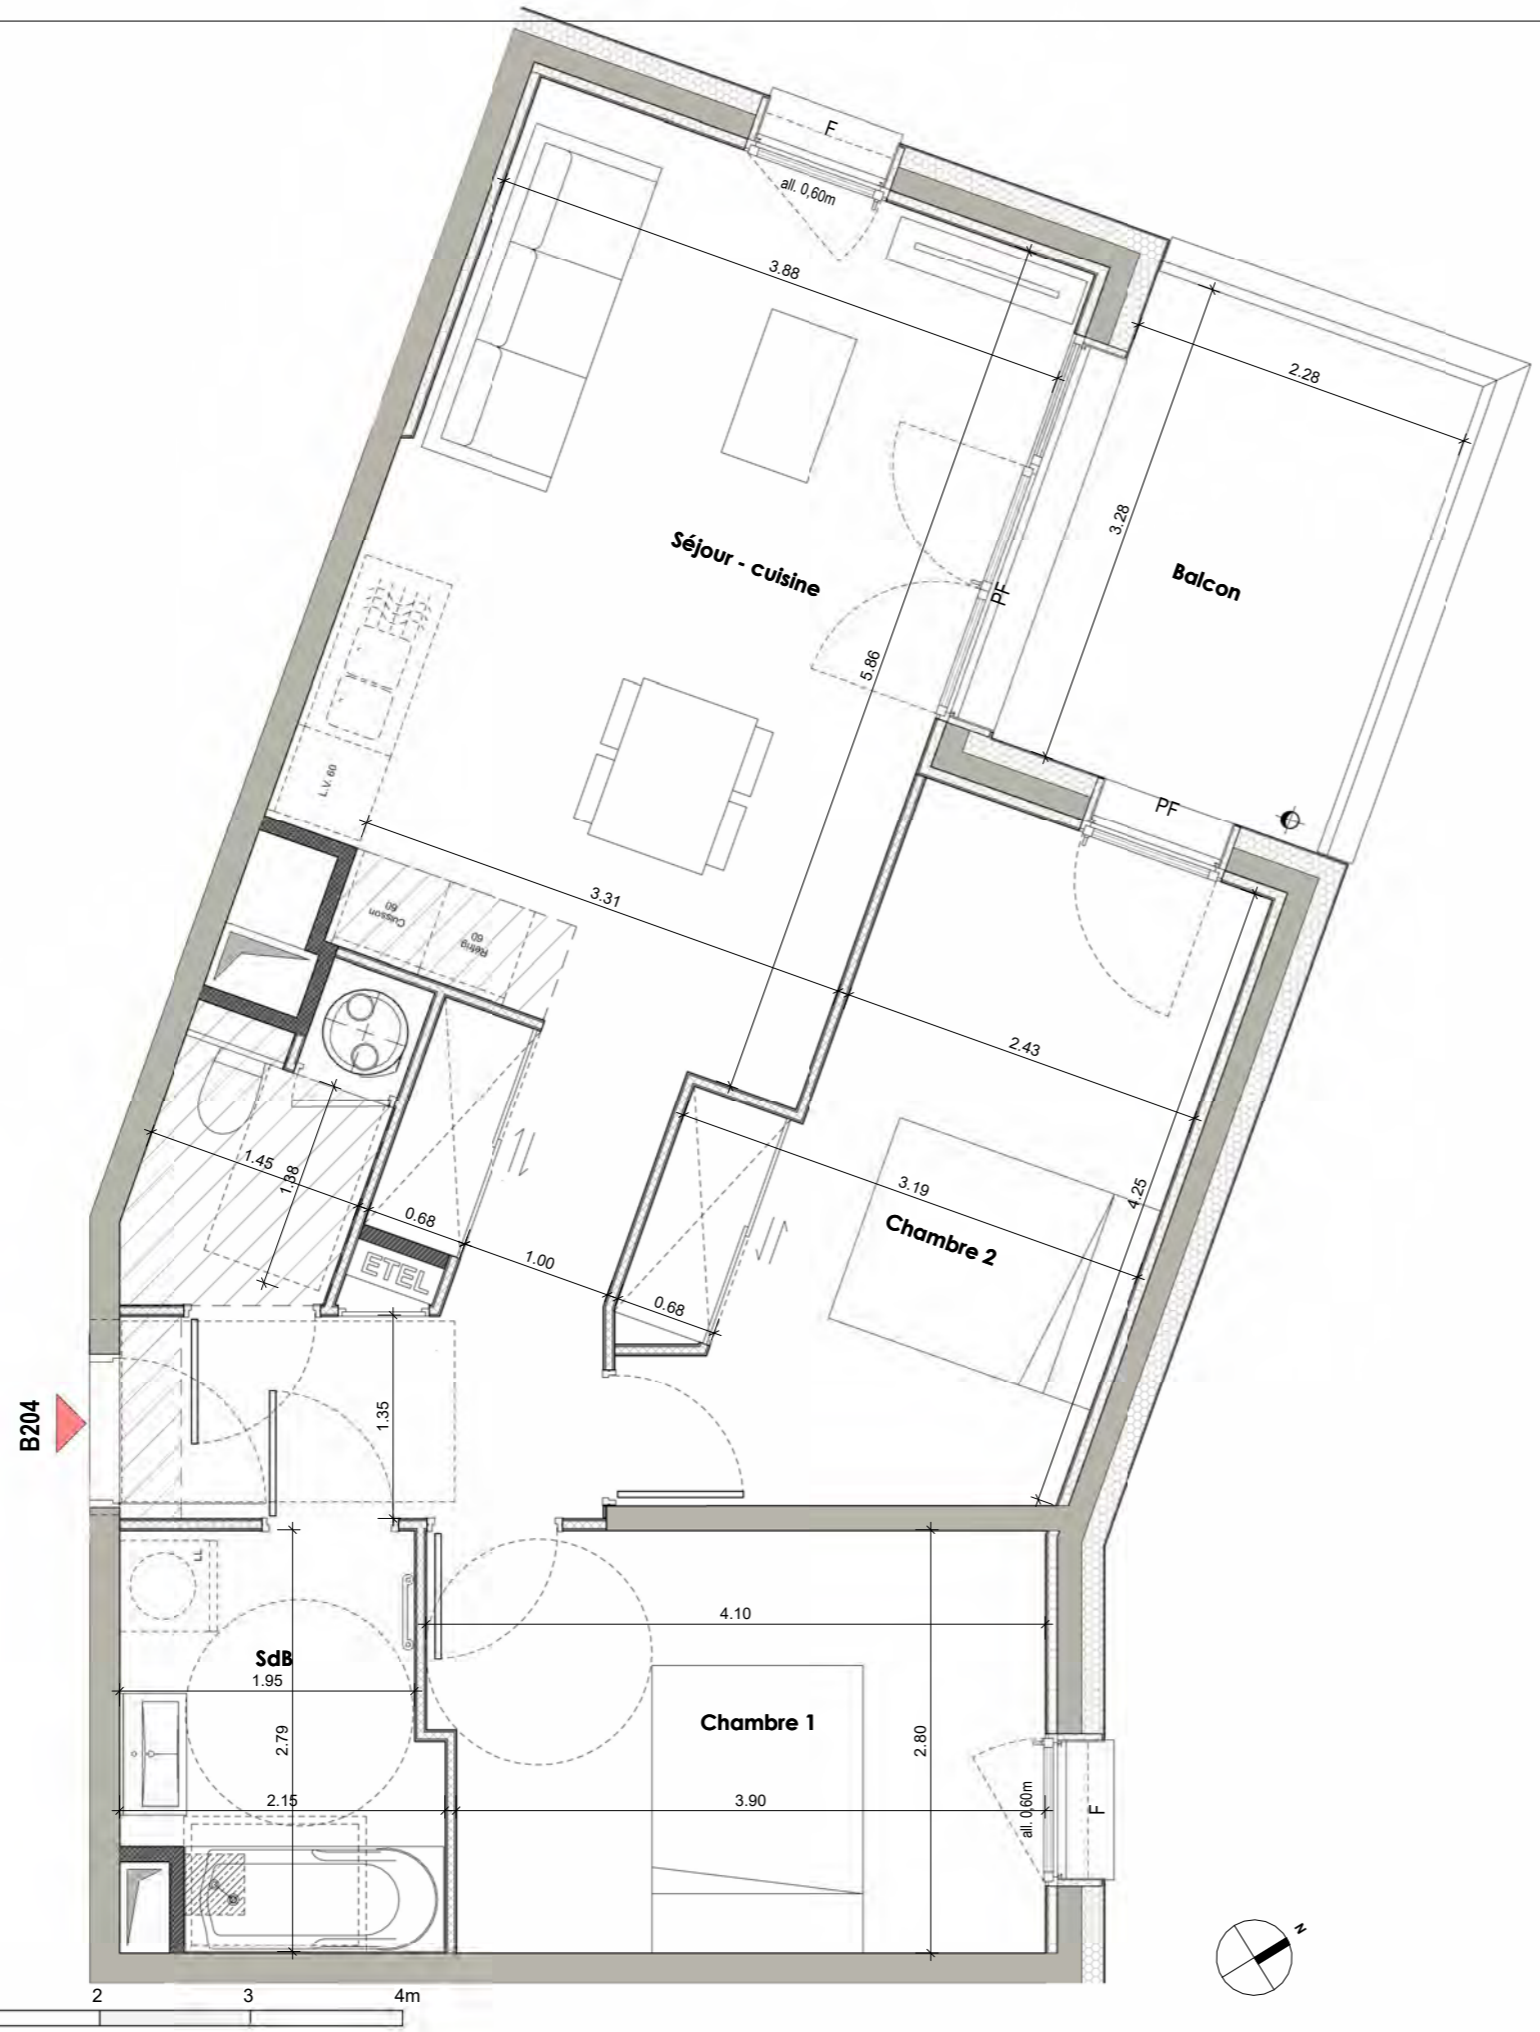 F
all. 0,60m
3.88
2.28
3.28
Séjour - cuisine
Balcon
PF
5.86
L.V. 60
PF
3.31
Cuisson
60
Réfrig
60
2.43
1.45
1.38
3.19
4.25
0.68
Chambre 2
ETEL
1.00
0.68
B204
1.35
LL
4.10
SdB
1.95
Chambre 1
2.79
2.80
2.15
3.90
all. 0,60m
F
N
2
3
4m